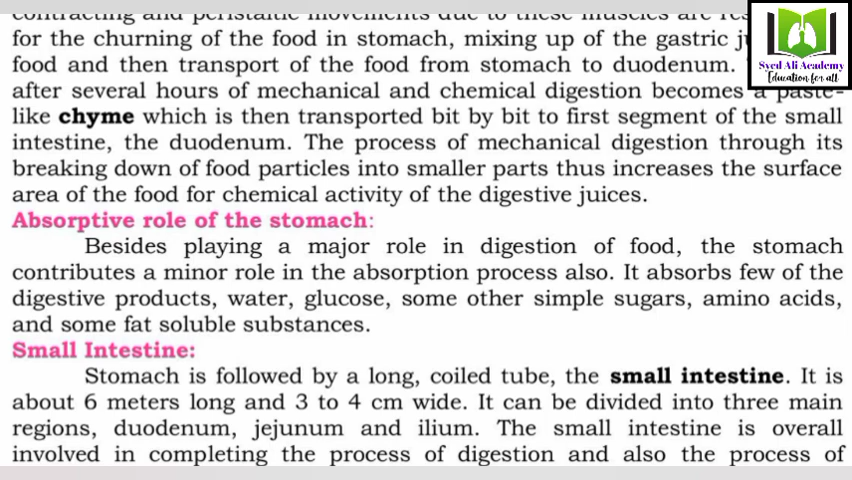 contracting and peristaltic movements due to these muscles are
for the churning of the food in stomach, mixing up of the gastric
food and then transport of the food from stomach to duodenum.
after several hours of mechanical and chemical digestion becomes a paste-
like chyme which is then transported bit by bit to first segment of the small
intestine, the duodenum. The process of mechanical digestion through its
breaking down of food particles into smaller parts thus increases the surface
area of the food for chemical activity of the digestive juices.
Absorptive role of the stomach:
Besides playing a major role in digestion of food, the stomach
contributes a minor role in the absorption process also. It absorbs few of the
digestive products, water, glucose, some other simple sugars, amino acids,
and some fat soluble substances.
Small Intestine:
Stomach is followed by a long, coiled tube, the small intestine. It is
about 6 meters long and 3 to 4 cm wide. It can be divided into three main
regions, duodenum, jejunum and ilium. The small intestine is overall
involved in completing the process of digestion and also the process of
Syed Ali Academy
Education for all